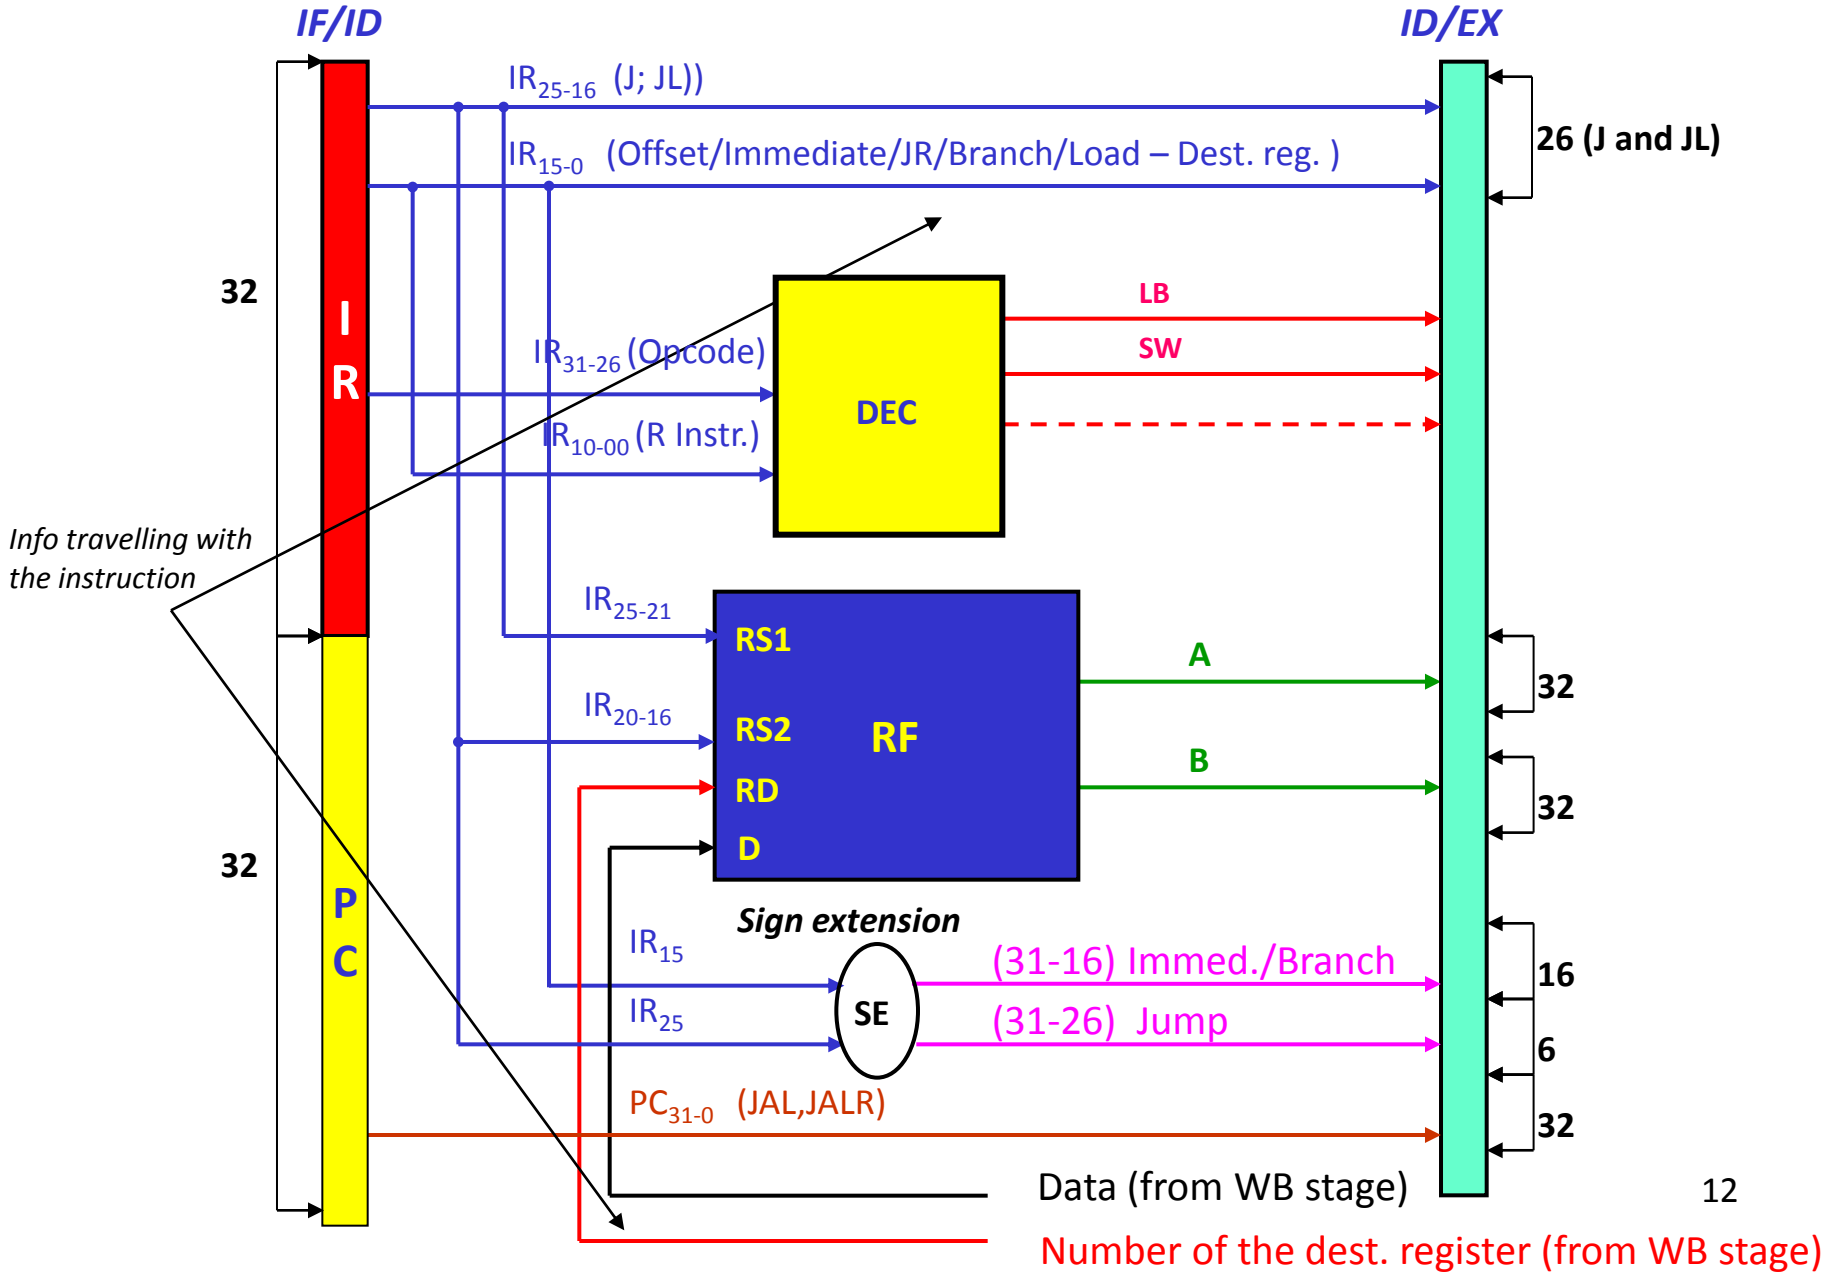 IF/ID
ID/EX
IR25-16 (J; JL))
26 (J and JL)
IR15-0 (Offset/Immediate/JR/Branch/Load – Dest. reg. )
32
I
R
LB
IR31-26 (Opcode)
SW
DEC
IR10-00 (R Instr.)
Info travelling with
the instruction
IR25-21
RS1
A
32
IR20-16
RS2
RF
B
RD
32
D
32
P
C
Sign extension
IR15
(31-16) Immed./Branch
16
SE
IR25
(31-26) Jump
6
PC31-0 (JAL,JALR)
32
Data (from WB stage)
12
Number of the dest. register (from WB stage)